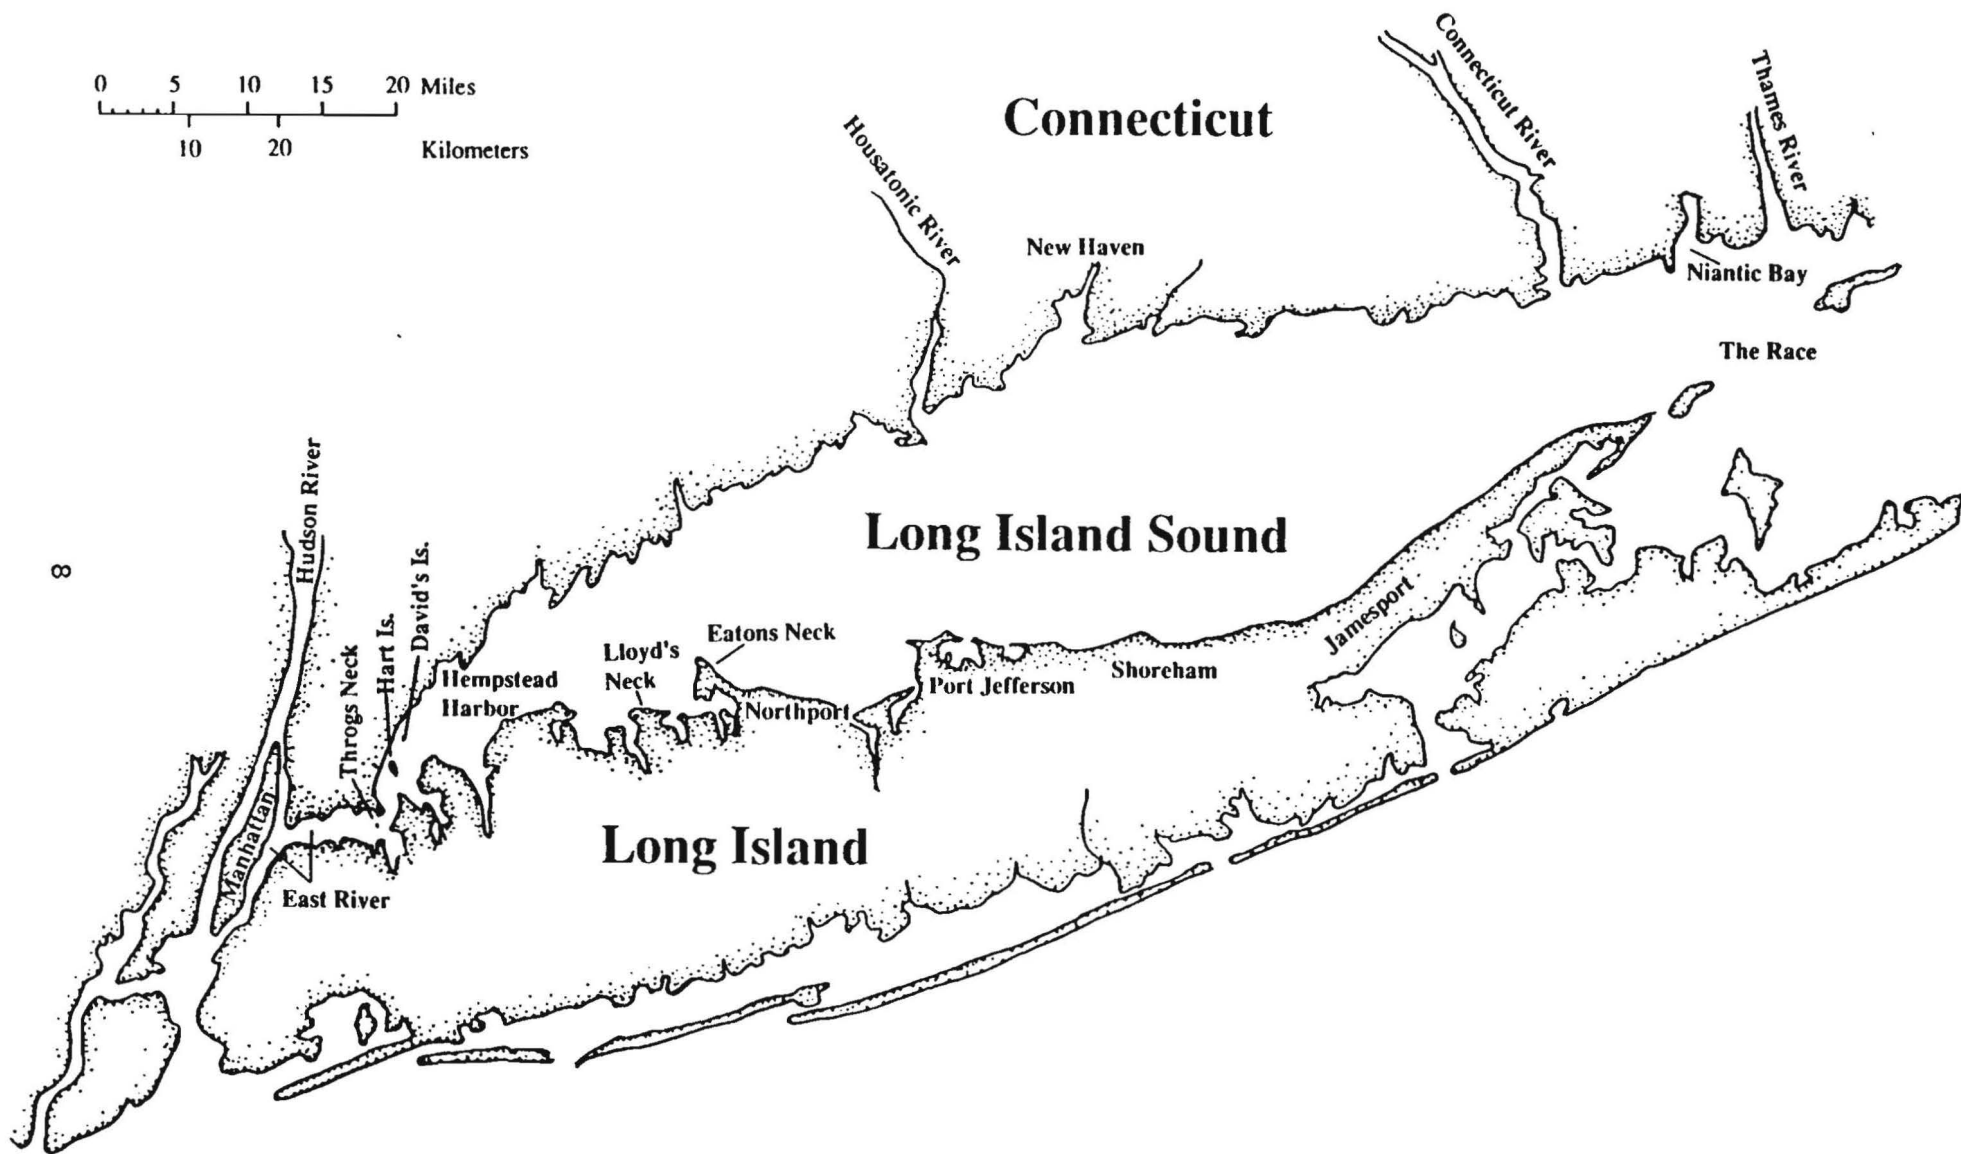 0 5 10 15 20 Miles
10 20 Kilometers
Connecticut
Connecticut River
Thames River
Housatonic River
New Haven
Niantic Bay
The Race
Hudson River
Long Island Sound
8
David's Is.
Hart Is.
Throgs Neck
Hempstead
Harbor
Lloyd's
Neck
Eatons Neck
Northport
Port Jefferson
Shoreham
Jamesport
Manhattan
East River
Long Island